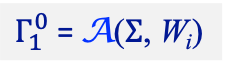 Γ₁⁰ = 𝒜(Σ, Wᵢ)